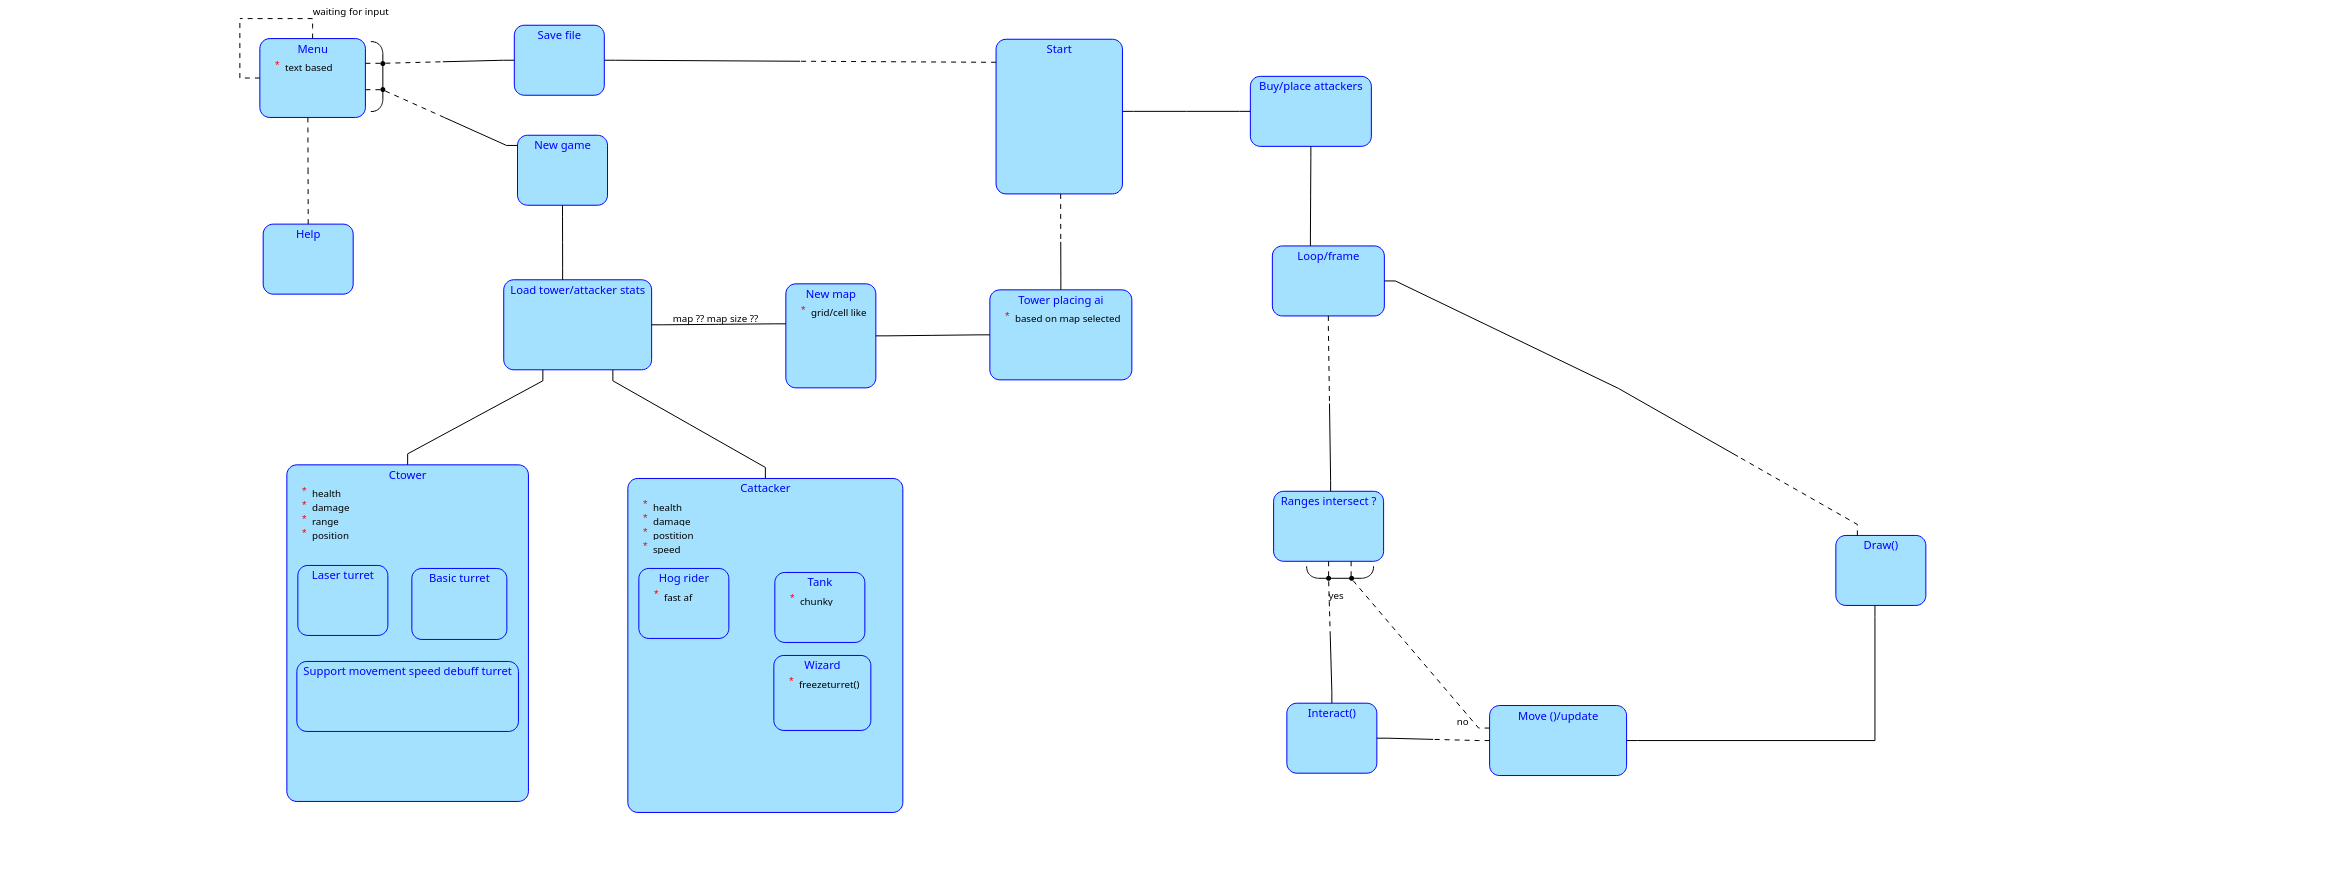 waiting for input
Menu
* text based
Save file
Start
Buy/place attackers
New game
Help
Loop/frame
Load tower/attacker stats
map ?? map size ??
New map
* grid/cell like
Tower placing ai
* based on map selected
Ctower
* health
* damage
* range
* position
Laser turret
Basic turret
Support movement speed debuff turret
Cattacker
* health
* damage
* postition
* speed
Hog rider
* fast af
Tank
* chunky
Wizard
* freezeturret()
Ranges intersect ?
yes
no
Draw()
Interact()
Move ()/update